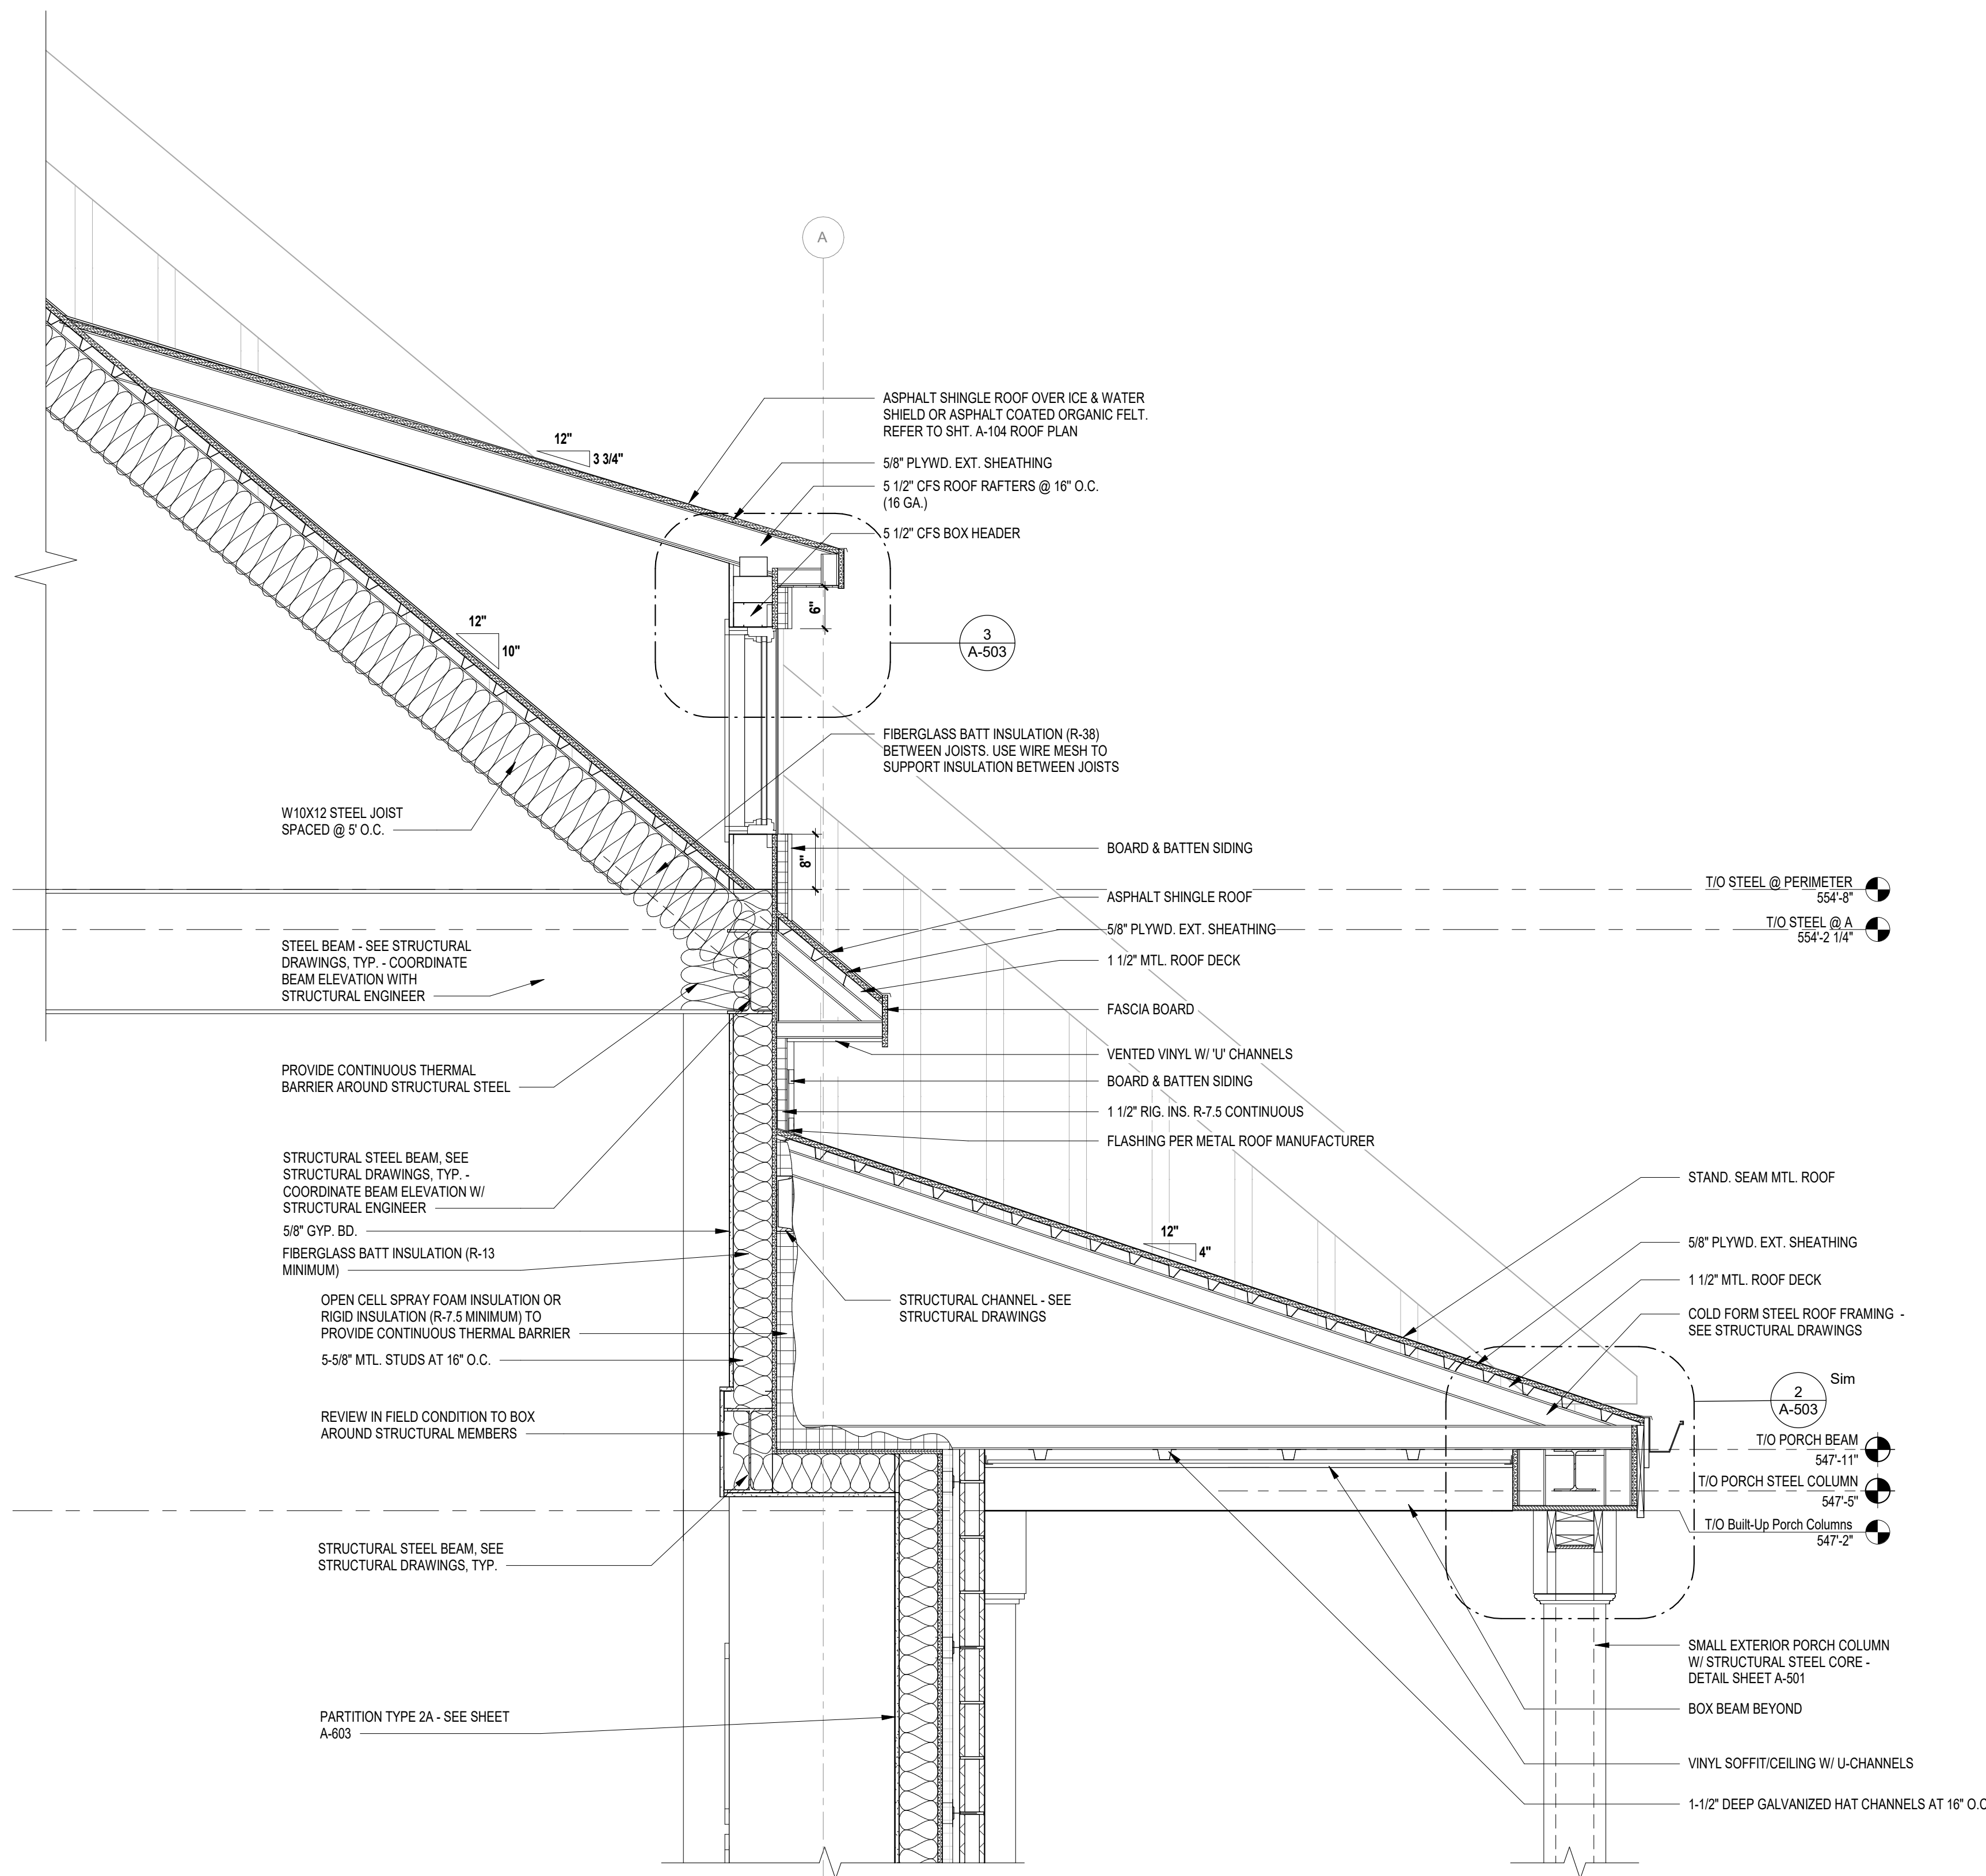 A
ASPHALT SHINGLE ROOF OVER ICE & WATER
SHIELD OR ASPHALT COATED ORGANIC FELT.
REFER TO SHT. A-104 ROOF PLAN
12"
3 3/4"
5/8" PLYWD. EXT. SHEATHING
5 1/2" CFS ROOF RAFTERS @ 16" O.C.
(16 GA.)
5 1/2" CFS BOX HEADER
6"
3
A-503
12"
10"
FIBERGLASS BATT INSULATION (R-38)
BETWEEN JOISTS. USE WIRE MESH TO
SUPPORT INSULATION BETWEEN JOISTS
W10X12 STEEL JOIST
SPACED @ 5' O.C.
8"
BOARD & BATTEN SIDING
ASPHALT SHINGLE ROOF
5/8" PLYWD. EXT. SHEATHING
1 1/2" MTL. ROOF DECK
FASCIA BOARD
VENTED VINYL W/ 'U' CHANNELS
BOARD & BATTEN SIDING
1 1/2" RIG. INS. R-7.5 CONTINUOUS
FLASHING PER METAL ROOF MANUFACTURER
T/O STEEL @ PERIMETER
554'-8"
T/O STEEL @ A
554'-2 1/4"
STEEL BEAM - SEE STRUCTURAL
DRAWINGS, TYP. - COORDINATE
BEAM ELEVATION WITH
STRUCTURAL ENGINEER
PROVIDE CONTINUOUS THERMAL
BARRIER AROUND STRUCTURAL STEEL
STRUCTURAL STEEL BEAM, SEE
STRUCTURAL DRAWINGS, TYP. -
COORDINATE BEAM ELEVATION W/
STRUCTURAL ENGINEER
5/8" GYP. BD.
FIBERGLASS BATT INSULATION (R-13
MINIMUM)
OPEN CELL SPRAY FOAM INSULATION OR
RIGID INSULATION (R-7.5 MINIMUM) TO
PROVIDE CONTINUOUS THERMAL BARRIER
5-5/8" MTL. STUDS AT 16" O.C.
REVIEW IN FIELD CONDITION TO BOX
AROUND STRUCTURAL MEMBERS
STRUCTURAL STEEL BEAM, SEE
STRUCTURAL DRAWINGS, TYP.
PARTITION TYPE 2A - SEE SHEET
A-603
STRUCTURAL CHANNEL - SEE
STRUCTURAL DRAWINGS
12"
4"
STAND. SEAM MTL. ROOF
5/8" PLYWD. EXT. SHEATHING
1 1/2" MTL. ROOF DECK
COLD FORM STEEL ROOF FRAMING -
SEE STRUCTURAL DRAWINGS
Sim
2
A-503
T/O PORCH BEAM
547'-11"
T/O PORCH STEEL COLUMN
547'-5"
T/O Built-Up Porch Columns
547'-2"
SMALL EXTERIOR PORCH COLUMN
W/ STRUCTURAL STEEL CORE -
DETAIL SHEET A-501
BOX BEAM BEYOND
VINYL SOFFIT/CEILING W/ U-CHANNELS
1-1/2" DEEP GALVANIZED HAT CHANNELS AT 16" O.C